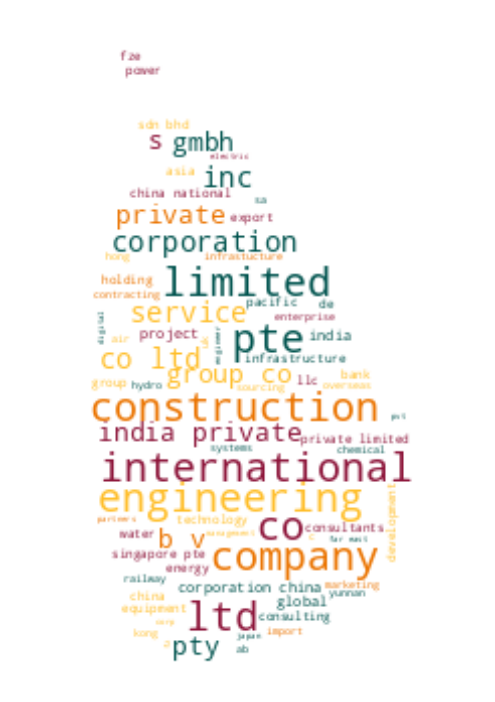 fze
power
sdn bhd
s gmbh
electric
asia inc
china national
sa
private export
corporation
hong infrastucture
holding limited
contracting
service pacific de
enterprise
digital
air project uk engineer pte india
co ltd infrastructure
group co llc bank
group hydro sourcing overseas
construction pvt
india private private limited
systems chemical
international
engineering
partners technology co consultants development
water b v management c far east
singapore pte company
energy
railway corporation china marketing
china global yunnan
equipment ltd consulting
corp
kong japan import
pty ab